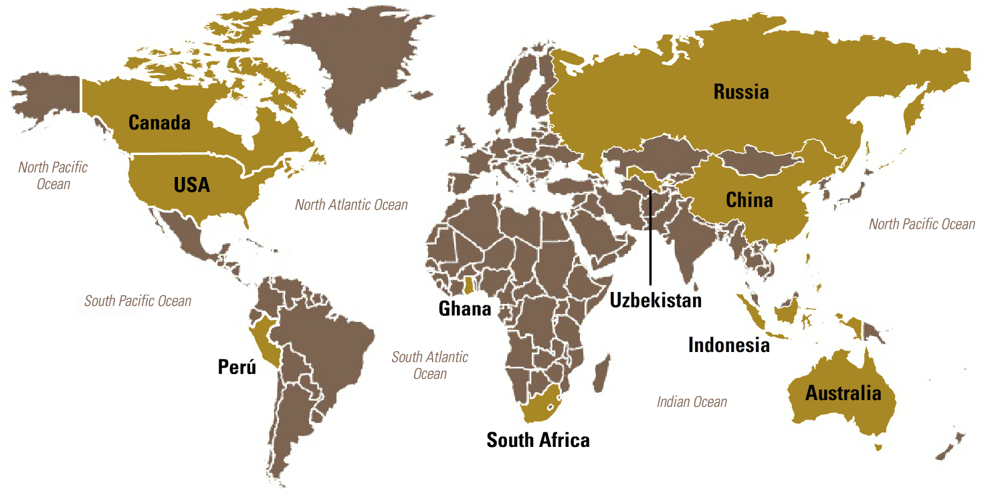 Russia
Canada
North Pacific
Ocean
USA
North Atlantic Ocean
China
North Pacific Ocean
South Pacific Ocean
Ghana
Uzbekistan
Indonesia
Perú
South Atlantic
Ocean
Indian Ocean
Australia
South Africa